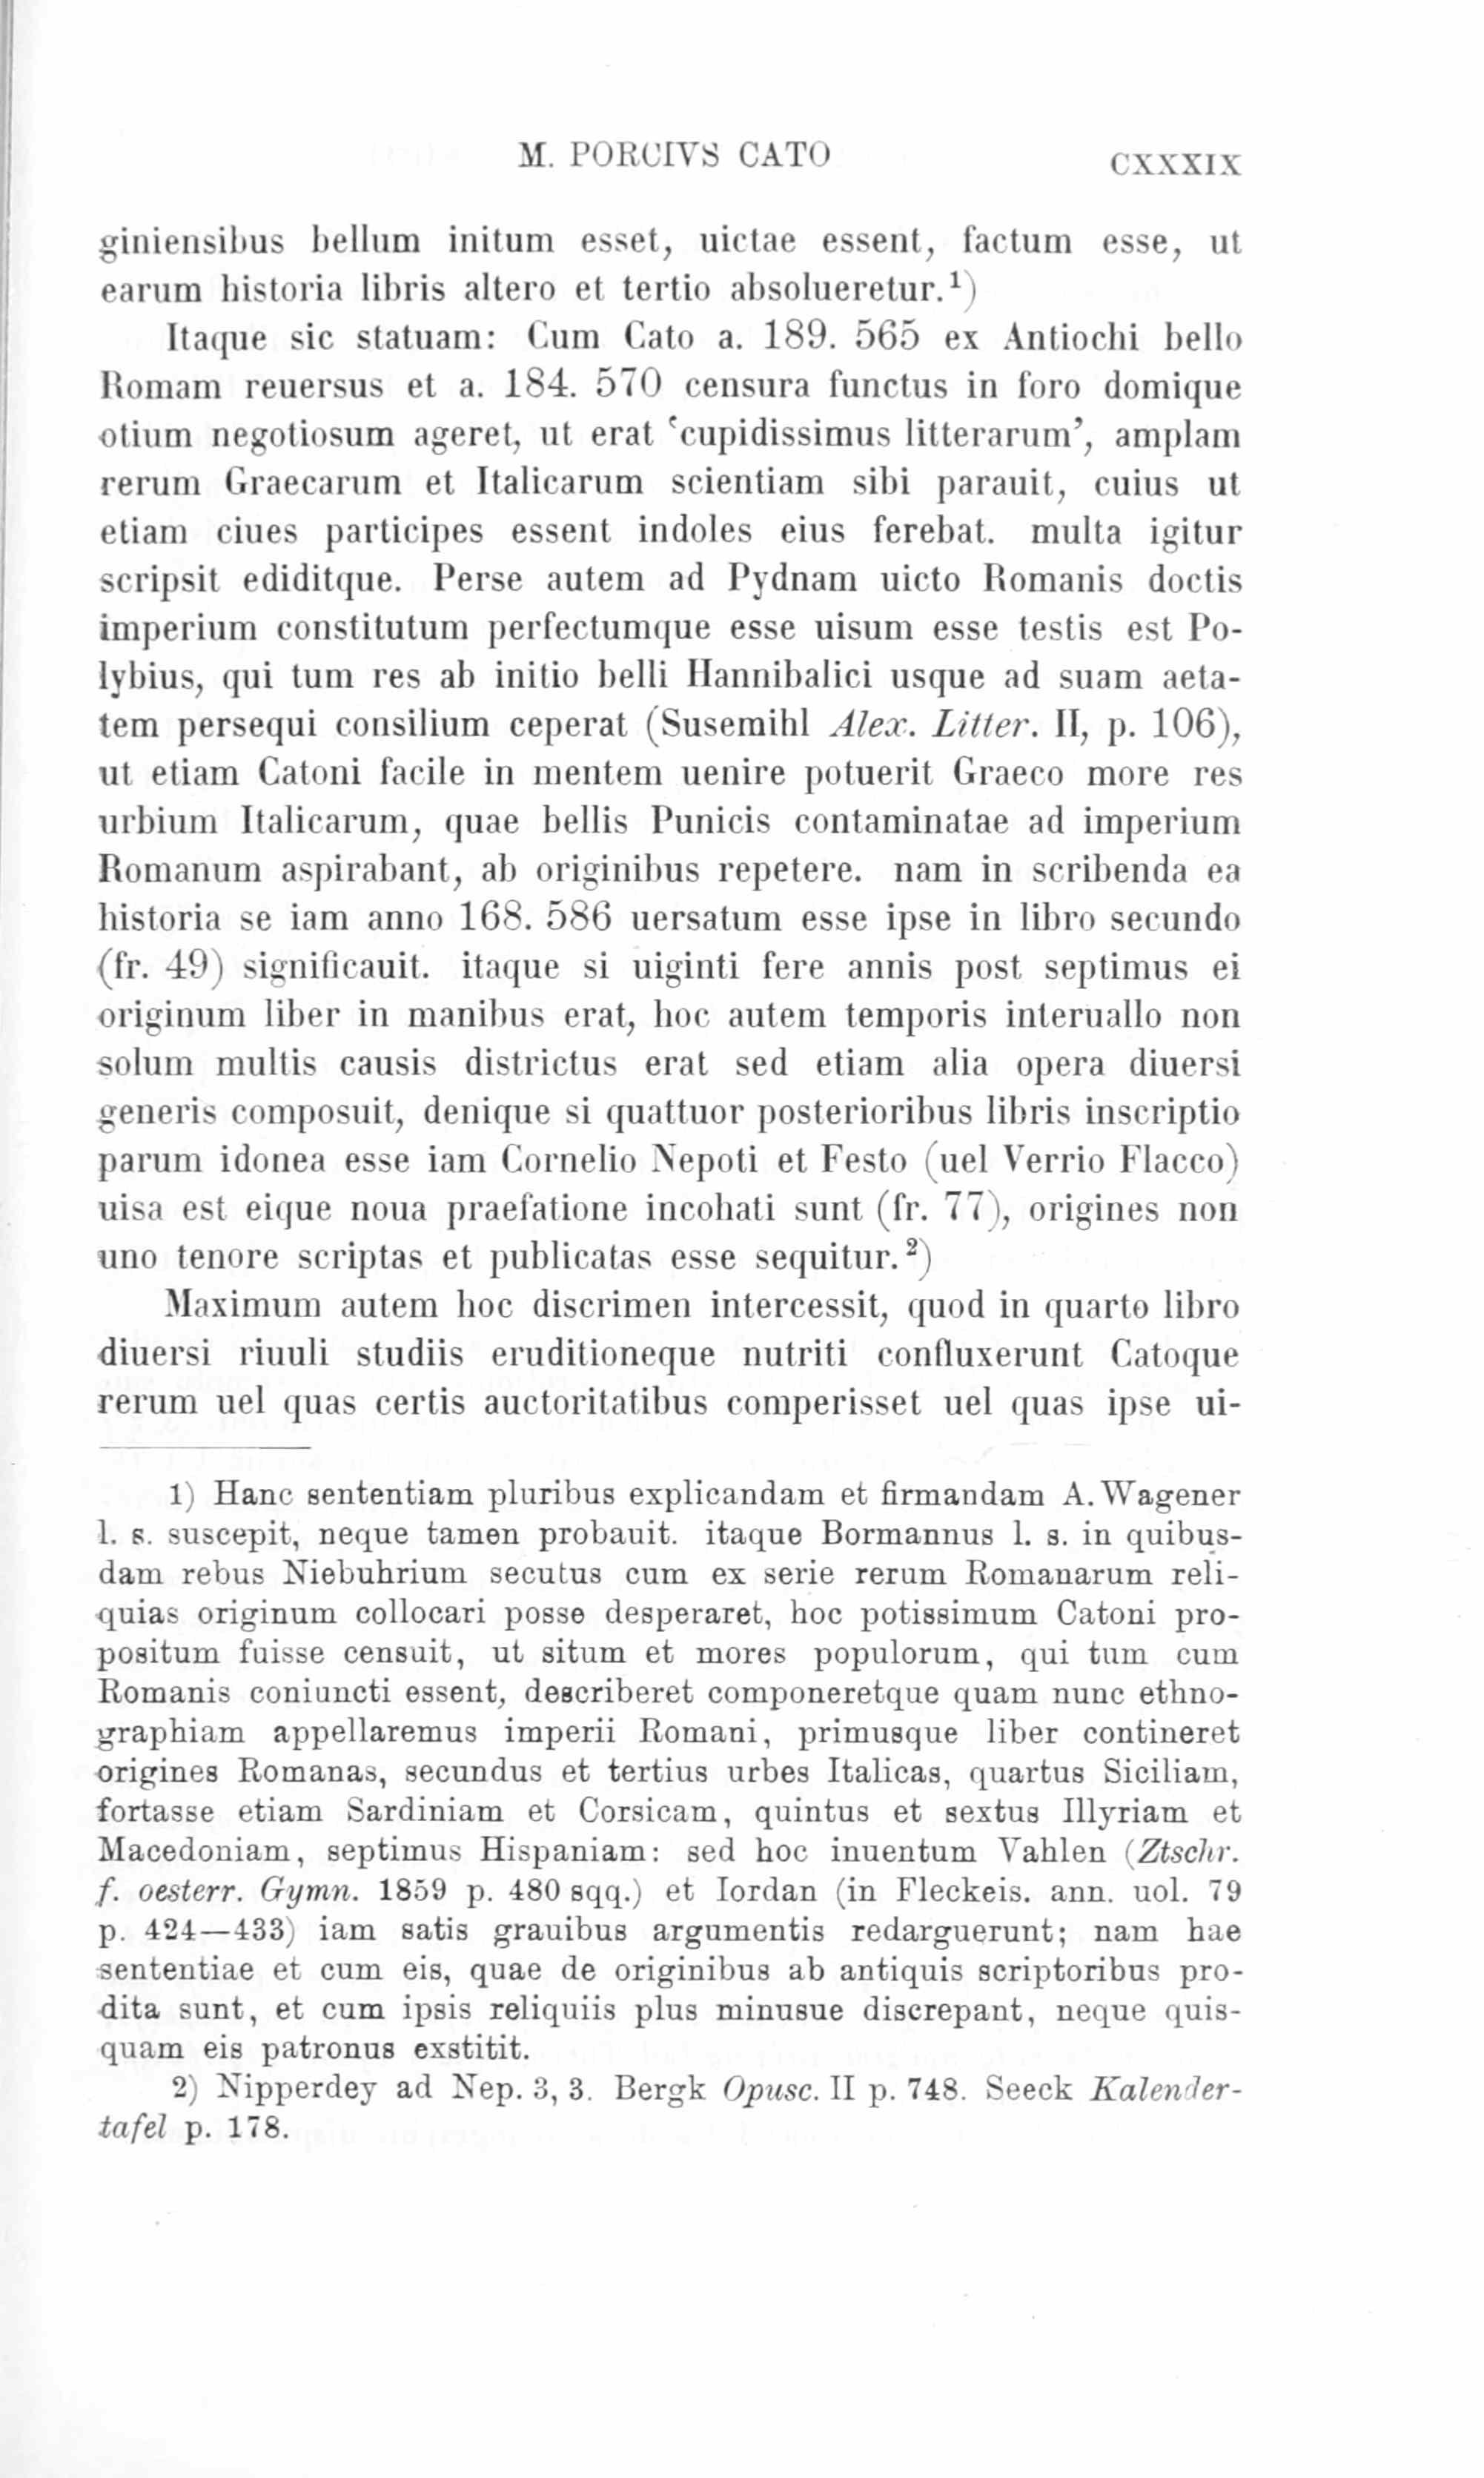 M. PORCIVS CATO
CXXXIX
giniensibus bellum initum esset, uictae essent, factum esse, ut
earum historia libris altero et tertio absolueretur.¹)
Itaque sic statuam: Cum Cato a. 189. 565 ex Antiochi bello
Romam reuersus et a. 184. 570 censura functus in foro domique
otium negotiosum ageret, ut erat ‘cupidissimus litterarum’, amplam
rerum Graecarum et Italicarum scientiam sibi parauit, cuius ut
etiam ciues participes essent indoles eius ferebat. multa igitur
scripsit ediditque. Perse autem ad Pydnam uicto Romanis doctis
imperium constitutum perfectumque esse uisum esse testis est Po-
lybius, qui tum res ab initio belli Hannibalici usque ad suam aeta-
tem persequi consilium ceperat (Susemihl Alex. Litter. II, p. 106),
ut etiam Catoni facile in mentem uenire potuerit Graeco more res
urbium Italicarum, quae bellis Punicis contaminatae ad imperium
Romanum aspirabant, ab originibus repetere. nam in scribenda ea
historia se iam anno 168. 586 uersatum esse ipse in libro secundo
(fr. 49) significauit. itaque si uiginti fere annis post septimus ei
originum liber in manibus erat, hoc autem temporis interuallo non
solum multis causis districtus erat sed etiam alia opera diuersi
generis composuit, denique si quattuor posterioribus libris inscriptio
parum idonea esse iam Cornelio Nepoti et Festo (uel Verrio Flacco)
uisa est eique noua praefatione incohati sunt (fr. 77), origines non
uno tenore scriptas et publicatas esse sequitur.²)
Maximum autem hoc discrimen intercessit, quod in quarto libro
diuersi riuuli studiis eruditioneque nutriti confluxerunt Catoque
rerum uel quas certis auctoritatibus comperisset uel quas ipse ui-
1) Hanc sententiam pluribus explicandam et firmandam A. Wagener
l. s. suscepit, neque tamen probauit. itaque Bormannus l. s. in quibus-
dam rebus Niebuhrium secutus cum ex serie rerum Romanarum reli-
quias originum collocari posse desperaret, hoc potissimum Catoni pro-
positum fuisse censuit, ut situm et mores populorum, qui tum cum
Romanis coniuncti essent, describeret componeretque quam nunc ethno-
graphiam appellaremus imperii Romani, primusque liber contineret
origines Romanas, secundus et tertius urbes Italicas, quartus Siciliam,
fortasse etiam Sardiniam et Corsicam, quintus et sextus Illyriam et
Macedoniam, septimus Hispaniam: sed hoc inuentum Vahlen (Ztschr.
f. oesterr. Gymn. 1859 p. 480 sqq.) et Iordan (in Fleckeis. ann. uol. 79
p. 424—433) iam satis grauibus argumentis redarguerunt; nam hae
sententiae et cum eis, quae de originibus ab antiquis scriptoribus pro-
dita sunt, et cum ipsis reliquiis plus minusue discrepant, neque quis-
quam eis patronus exstitit.
2) Nipperdey ad Nep. 3, 3. Bergk Opusc. II p. 748. Seeck Kalender-
tafel p. 178.